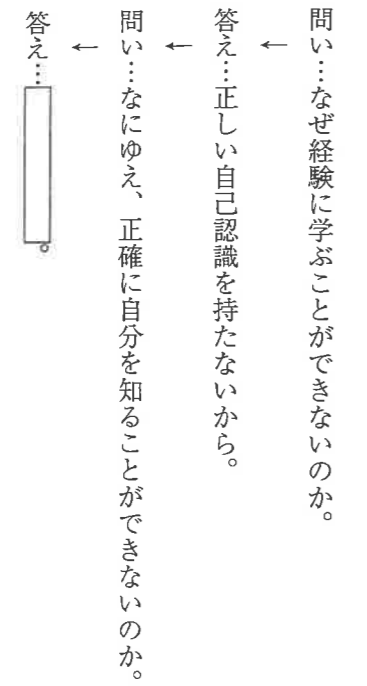 問い…なぜ経験に学ぶことができないのか。
↓
答え…正しい自己認識を持たないから。
↓
問い…なにゆえ、正確に自分を知ることができないのか。
↓
答え…　　　。